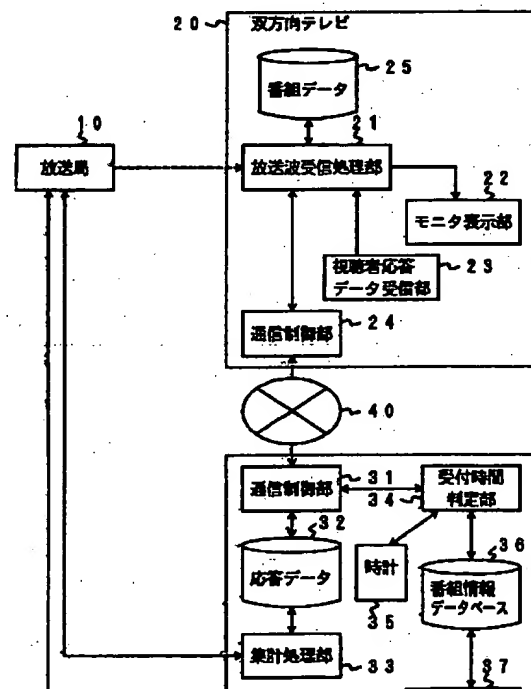 20
双方向テレビ
25
番組データ
10
21
放送局
放送波受信処理部
22
モニタ表示部
視聴者応答
データ受信部
23
24
通信制御部
40
31
通信制御部
34
受付時間
判定部
32
応答データ
時計
35
36
番組情報
データベース
集計処理部
33
37